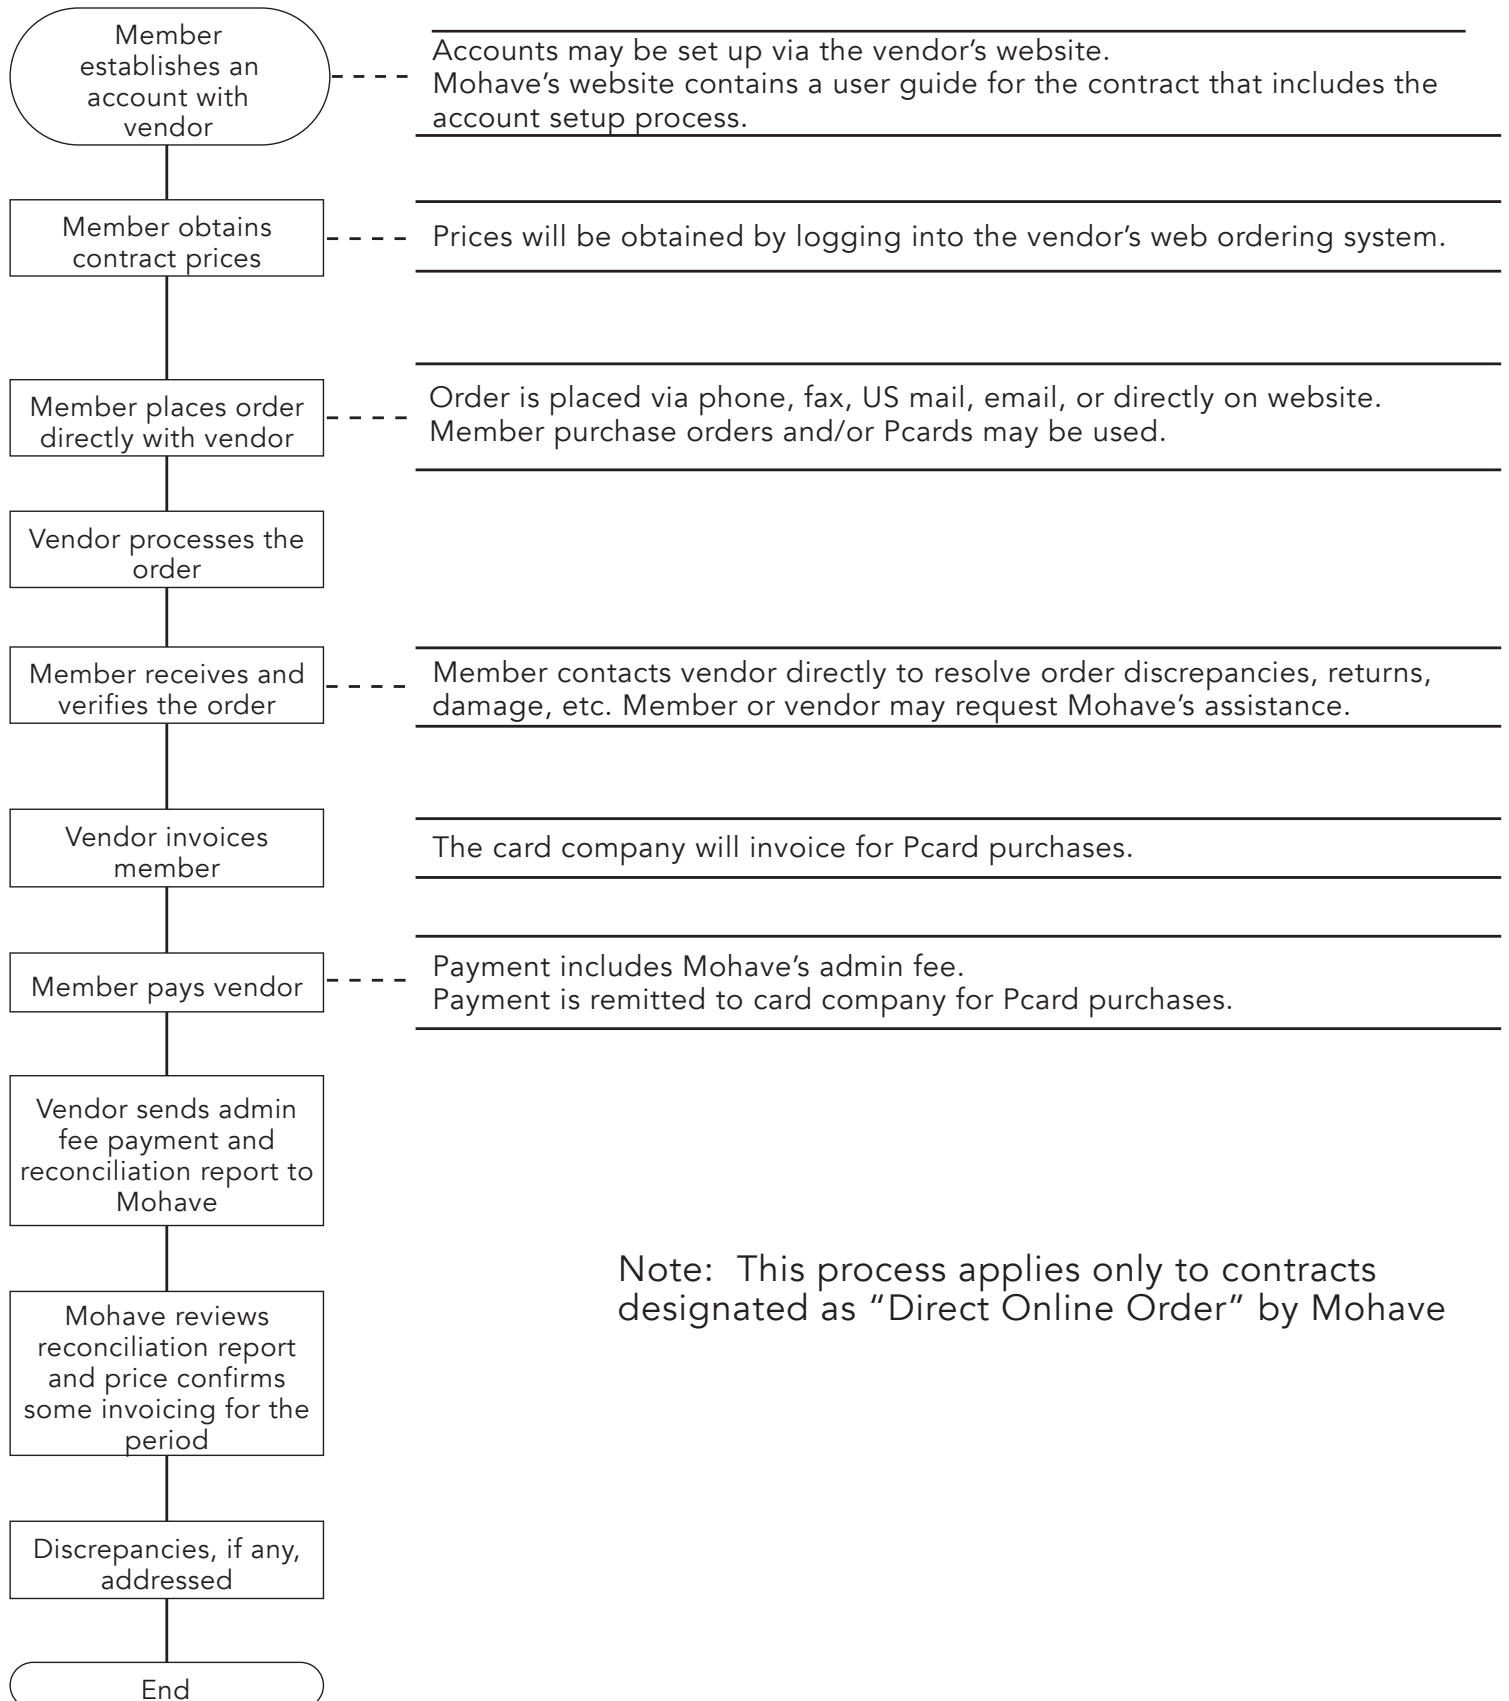 Member
establishes an
account with
vendor
Accounts may be set up via the vendor’s website.
Mohave’s website contains a user guide for the contract that includes the
account setup process.
Member obtains
contract prices
Prices will be obtained by logging into the vendor’s web ordering system.
Member places order
directly with vendor
Order is placed via phone, fax, US mail, email, or directly on website.
Member purchase orders and/or Pcards may be used.
Vendor processes the
order
Member receives and
verifies the order
Member contacts vendor directly to resolve order discrepancies, returns,
damage, etc. Member or vendor may request Mohave’s assistance.
Vendor invoices
member
The card company will invoice for Pcard purchases.
Member pays vendor
Payment includes Mohave’s admin fee.
Payment is remitted to card company for Pcard purchases.
Vendor sends admin
fee payment and
reconciliation report to
Mohave
Note:  This process applies only to contracts
designated as “Direct Online Order” by Mohave
Mohave reviews
reconciliation report
and price confirms
some invoicing for the
period
Discrepancies, if any,
addressed
End